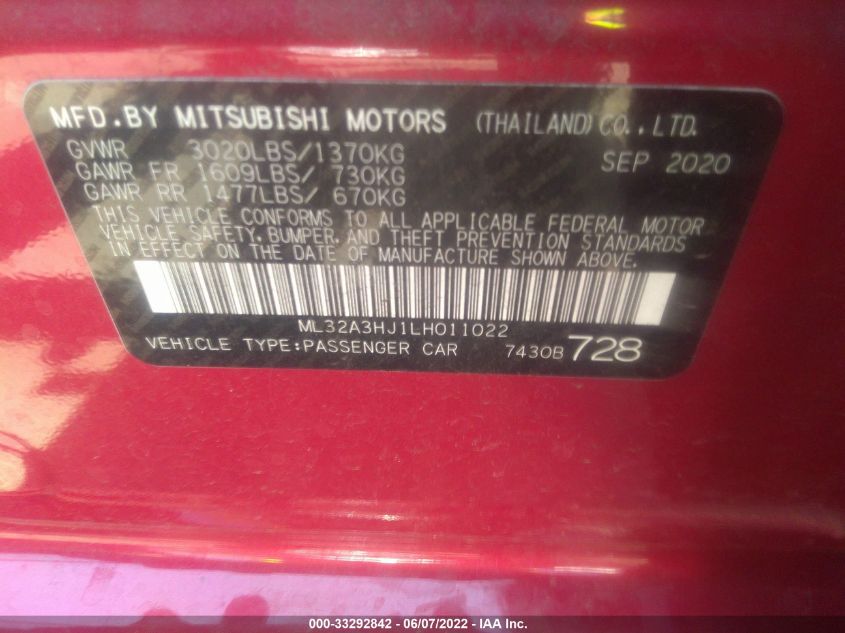 MFD.BY MITSUBISHI MOTORS (THAILAND)CO.,LTD.
GVWR 3020LBS/1370KG SEP 2020
GAWR FR 1609LBS/ 730KG
GAWR RR 1477LBS/ 670KG
THIS VEHICLE CONFORMS TO ALL APPLICABLE FEDERAL MOTOR
VEHICLE SAFETY,BUMPER,AND THEFT PREVENTION STANDARDS
IN EFFECT ON THE DATE OF MANUFACTURE SHOWN ABOVE.
ML32A3HJ1LH011022
VEHICLE TYPE:PASSENGER CAR 7430B 728
000-33292842 - 06/07/2022 - IAA Inc.